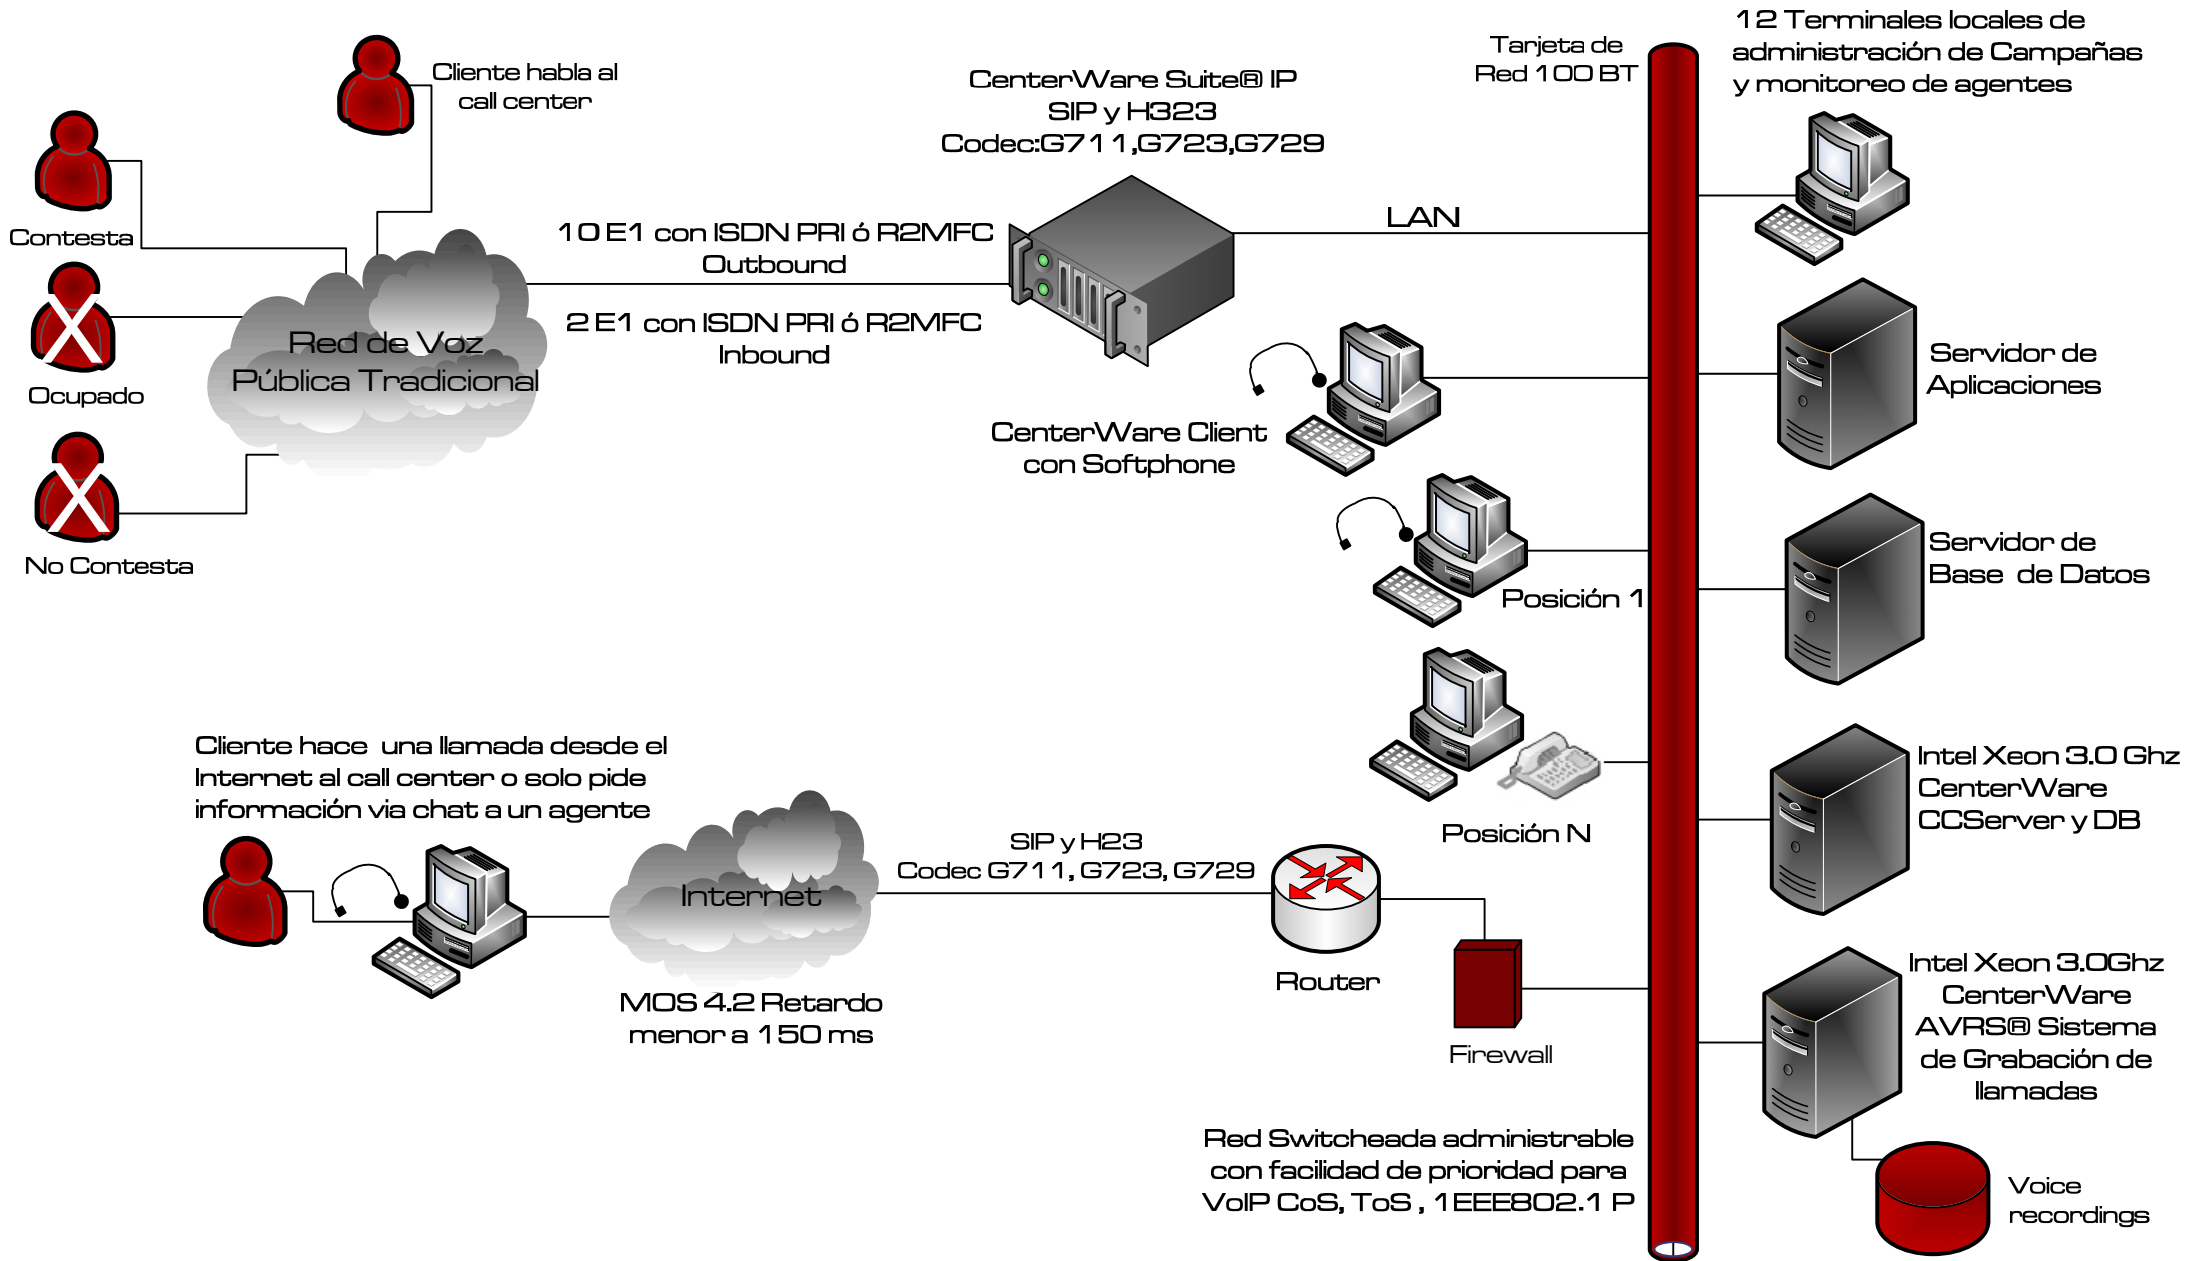 Cliente habla al
call center
Contesta
Ocupado
No Contesta
Red de Voz
Pública Tradicional
10 E1 con ISDN PRI ó R2MFC
Outbound
2 E1 con ISDN PRI ó R2MFC
Inbound
CenterWare Suite® IP
SIP y H323
Codec:G711,G723,G729
LAN
Tarjeta de
Red 100 BT
12 Terminales locales de
administración de Campañas
y monitoreo de agentes
CenterWare Client
con Softphone
Posición 1
Posición N
Servidor de
Aplicaciones
Servidor de
Base  de Datos
Intel Xeon 3.0 Ghz
CenterWare
CCServer y DB
Intel Xeon 3.0Ghz
CenterWare
AVRS® Sistema
de Grabación de
llamadas
Voice
recordings
Cliente hace  una llamada desde el
Internet al call center o solo pide
información via chat a un agente
Internet
MOS 4.2 Retardo
menor a 150 ms
SIP y H23
Codec G711, G723, G729
Router
Firewall
Red Switcheada administrable
con facilidad de prioridad para
VoIP CoS, ToS , 1EEE802.1 P